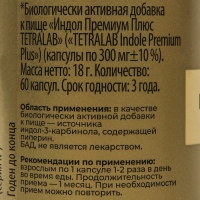 *Биологически активная добавка
к пище «Индол Премиум Плюс
TETRALAB» («TETRALAB Indole Premium
Plus») (капсулы по 300 мг±10 %).
Масса нетто: 18 г. Количество:
60 капсул. Срок годности: 3 года.
Область применения: в качестве
биологически активной добавки
к пище — источника
индол-3-карбинола, содержащей
пиперин.
БАД, не является лекарством.
Рекомендации по применению:
взрослым по 1 капсуле 1-2 раза в день
во время еды. Продолжительность
приема — 1 месяц. При необходимости
прием можно повторить.
Годен до конца